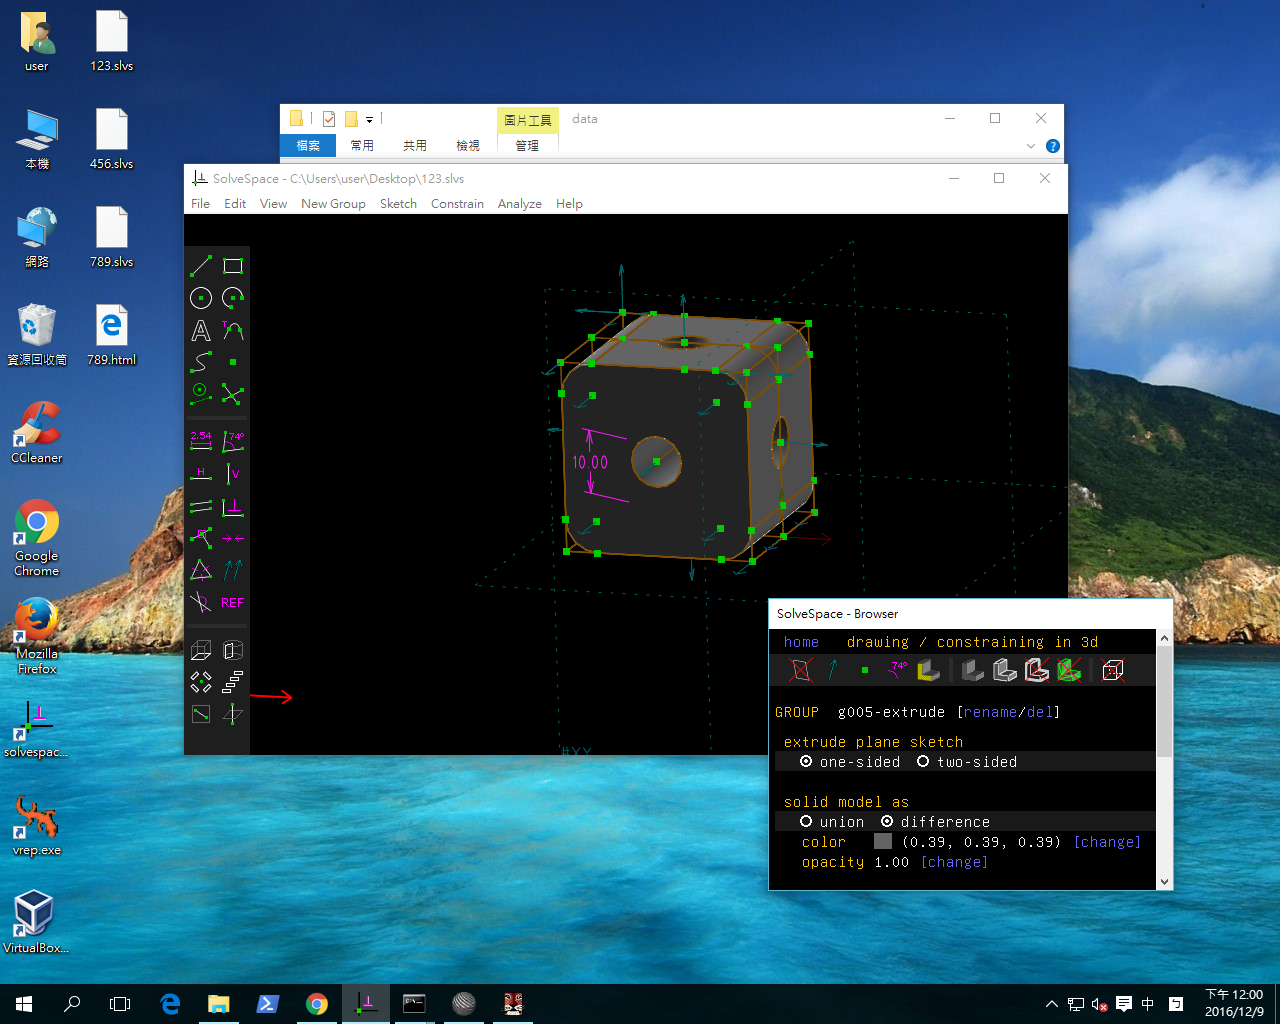 user
123.slvs
本機
456.slvs
網路
789.slvs
資源回收筒
789.html
CCleaner
Google
Chrome
Mozilla
Firefox
solvespac...
vrep.exe
VirtualBox...
圖片工具
data
檔案
常用
共用
檢視
管理
SolveSpace - C:\Users\user\Desktop\123.slvs
File Edit View New Group Sketch Constrain Analyze Help
2.54
74°
H
V
REF
10.00
#XY
SolveSpace - Browser
home drawing / constraining in 3d
74°
GROUP g005-extrude [rename/del]
extrude plane sketch
one-sided two-sided
solid model as
union difference
color (0.39, 0.39, 0.39) [change]
opacity 1.00 [change]
中
下午 12:00
2016/12/9